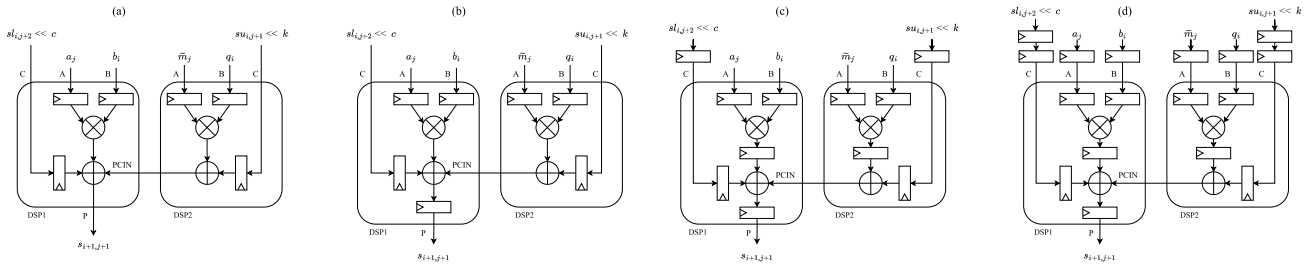 (a)
(b)
(c)
(d)
sl_{i,j+2} << c
su_{i,j+1} << k
a_j
b_i
m̃_j
q_i
C
A
B
A
B
C
PCIN
DSP1
P
DSP2
s_{i+1,j+1}
sl_{i,j+2} << c
su_{i,j+1} << k
a_j
b_i
m̃_j
q_i
C
A
B
A
B
C
PCIN
DSP1
P
DSP2
s_{i+1,j+1}
sl_{i,j+2} << c
su_{i,j+1} << k
a_j
b_i
m̃_j
q_i
C
A
B
A
B
C
PCIN
DSP1
P
DSP2
s_{i+1,j+1}
sl_{i,j+2} << c
su_{i,j+1} << k
a_j
b_i
m̃_j
q_i
C
A
B
A
B
C
PCIN
DSP1
P
DSP2
s_{i+1,j+1}